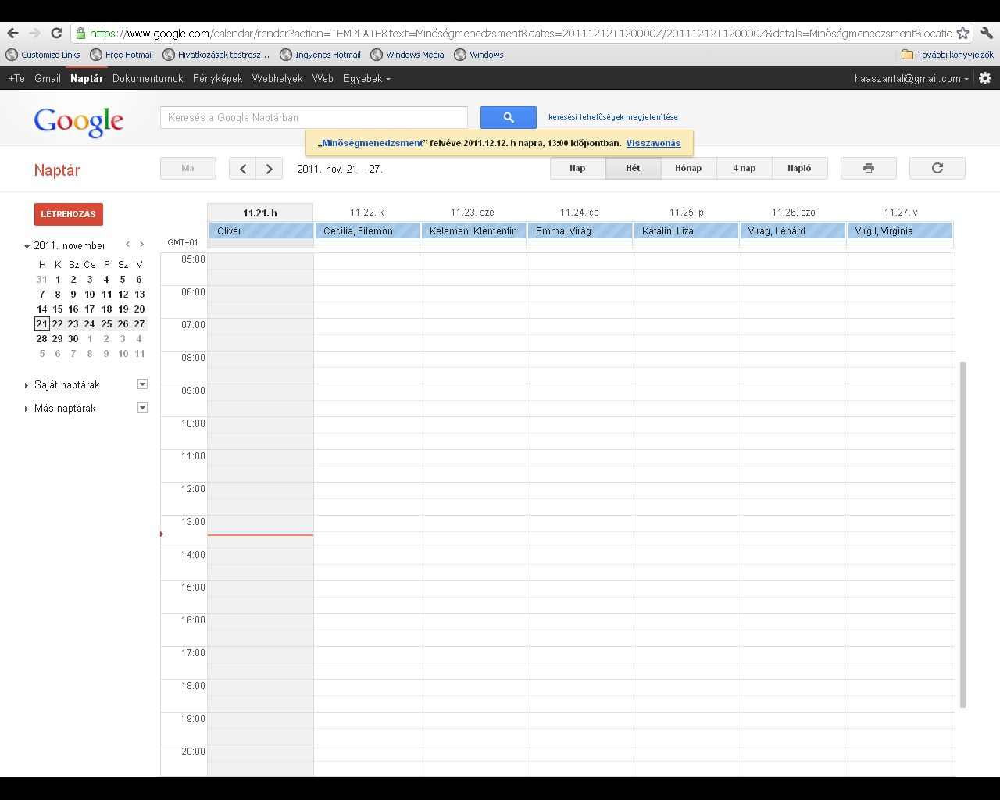 https://www.google.com/calendar/render?action=TEMPLATE&text=Minőségmenedzsment&dates=20111212T120000Z/20111212T120000Z&details=Minőségmenedzsment&locatio
Customize Links Free Hotmail Hivatkozások testresz... Ingyenes Hotmail Windows Media Windows További könyvjelzők
+Te Gmail Naptár Dokumentumok Fényképek Webhelyek Web Egyebek haaszantal@gmail.com
Google Keresés a Google Naptárban keresési lehetőségek megjelenítése
„Minőségmenedzsment” felvéve 2011.12.12. h napra, 13:00 időpontban. Visszavonás
Naptár Ma 2011. nov. 21 – 27. Nap Hét Hónap 4 nap Napló
LÉTREHOZÁS
11.21. h 11.22. k 11.23. sze 11.24. cs 11.25. p 11.26. szo 11.27. v
Olivér Cecília, Filemon Kelemen, Klementín Emma, Virág Katalin, Liza Virág, Lénárd Virgil, Virginia
GMT+01
2011. november
H K Sz Cs P Sz V
31 1 2 3 4 5 6
7 8 9 10 11 12 13
14 15 16 17 18 19 20
21 22 23 24 25 26 27
28 29 30 1 2 3 4
5 6 7 8 9 10 11
Saját naptárak
Más naptárak
05:00
06:00
07:00
08:00
09:00
10:00
11:00
12:00
13:00
14:00
15:00
16:00
17:00
18:00
19:00
20:00